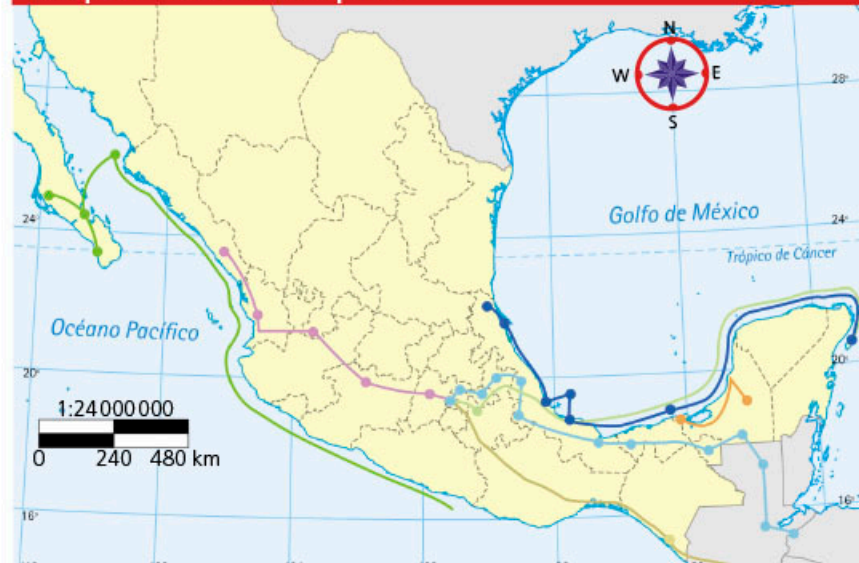 N
W E
S
28°
24°
Golfo de México
24°
Trópico de Cáncer
Océano Pacífico
20°
20°
1:24 000 000
0 240 480 km
16°
16°